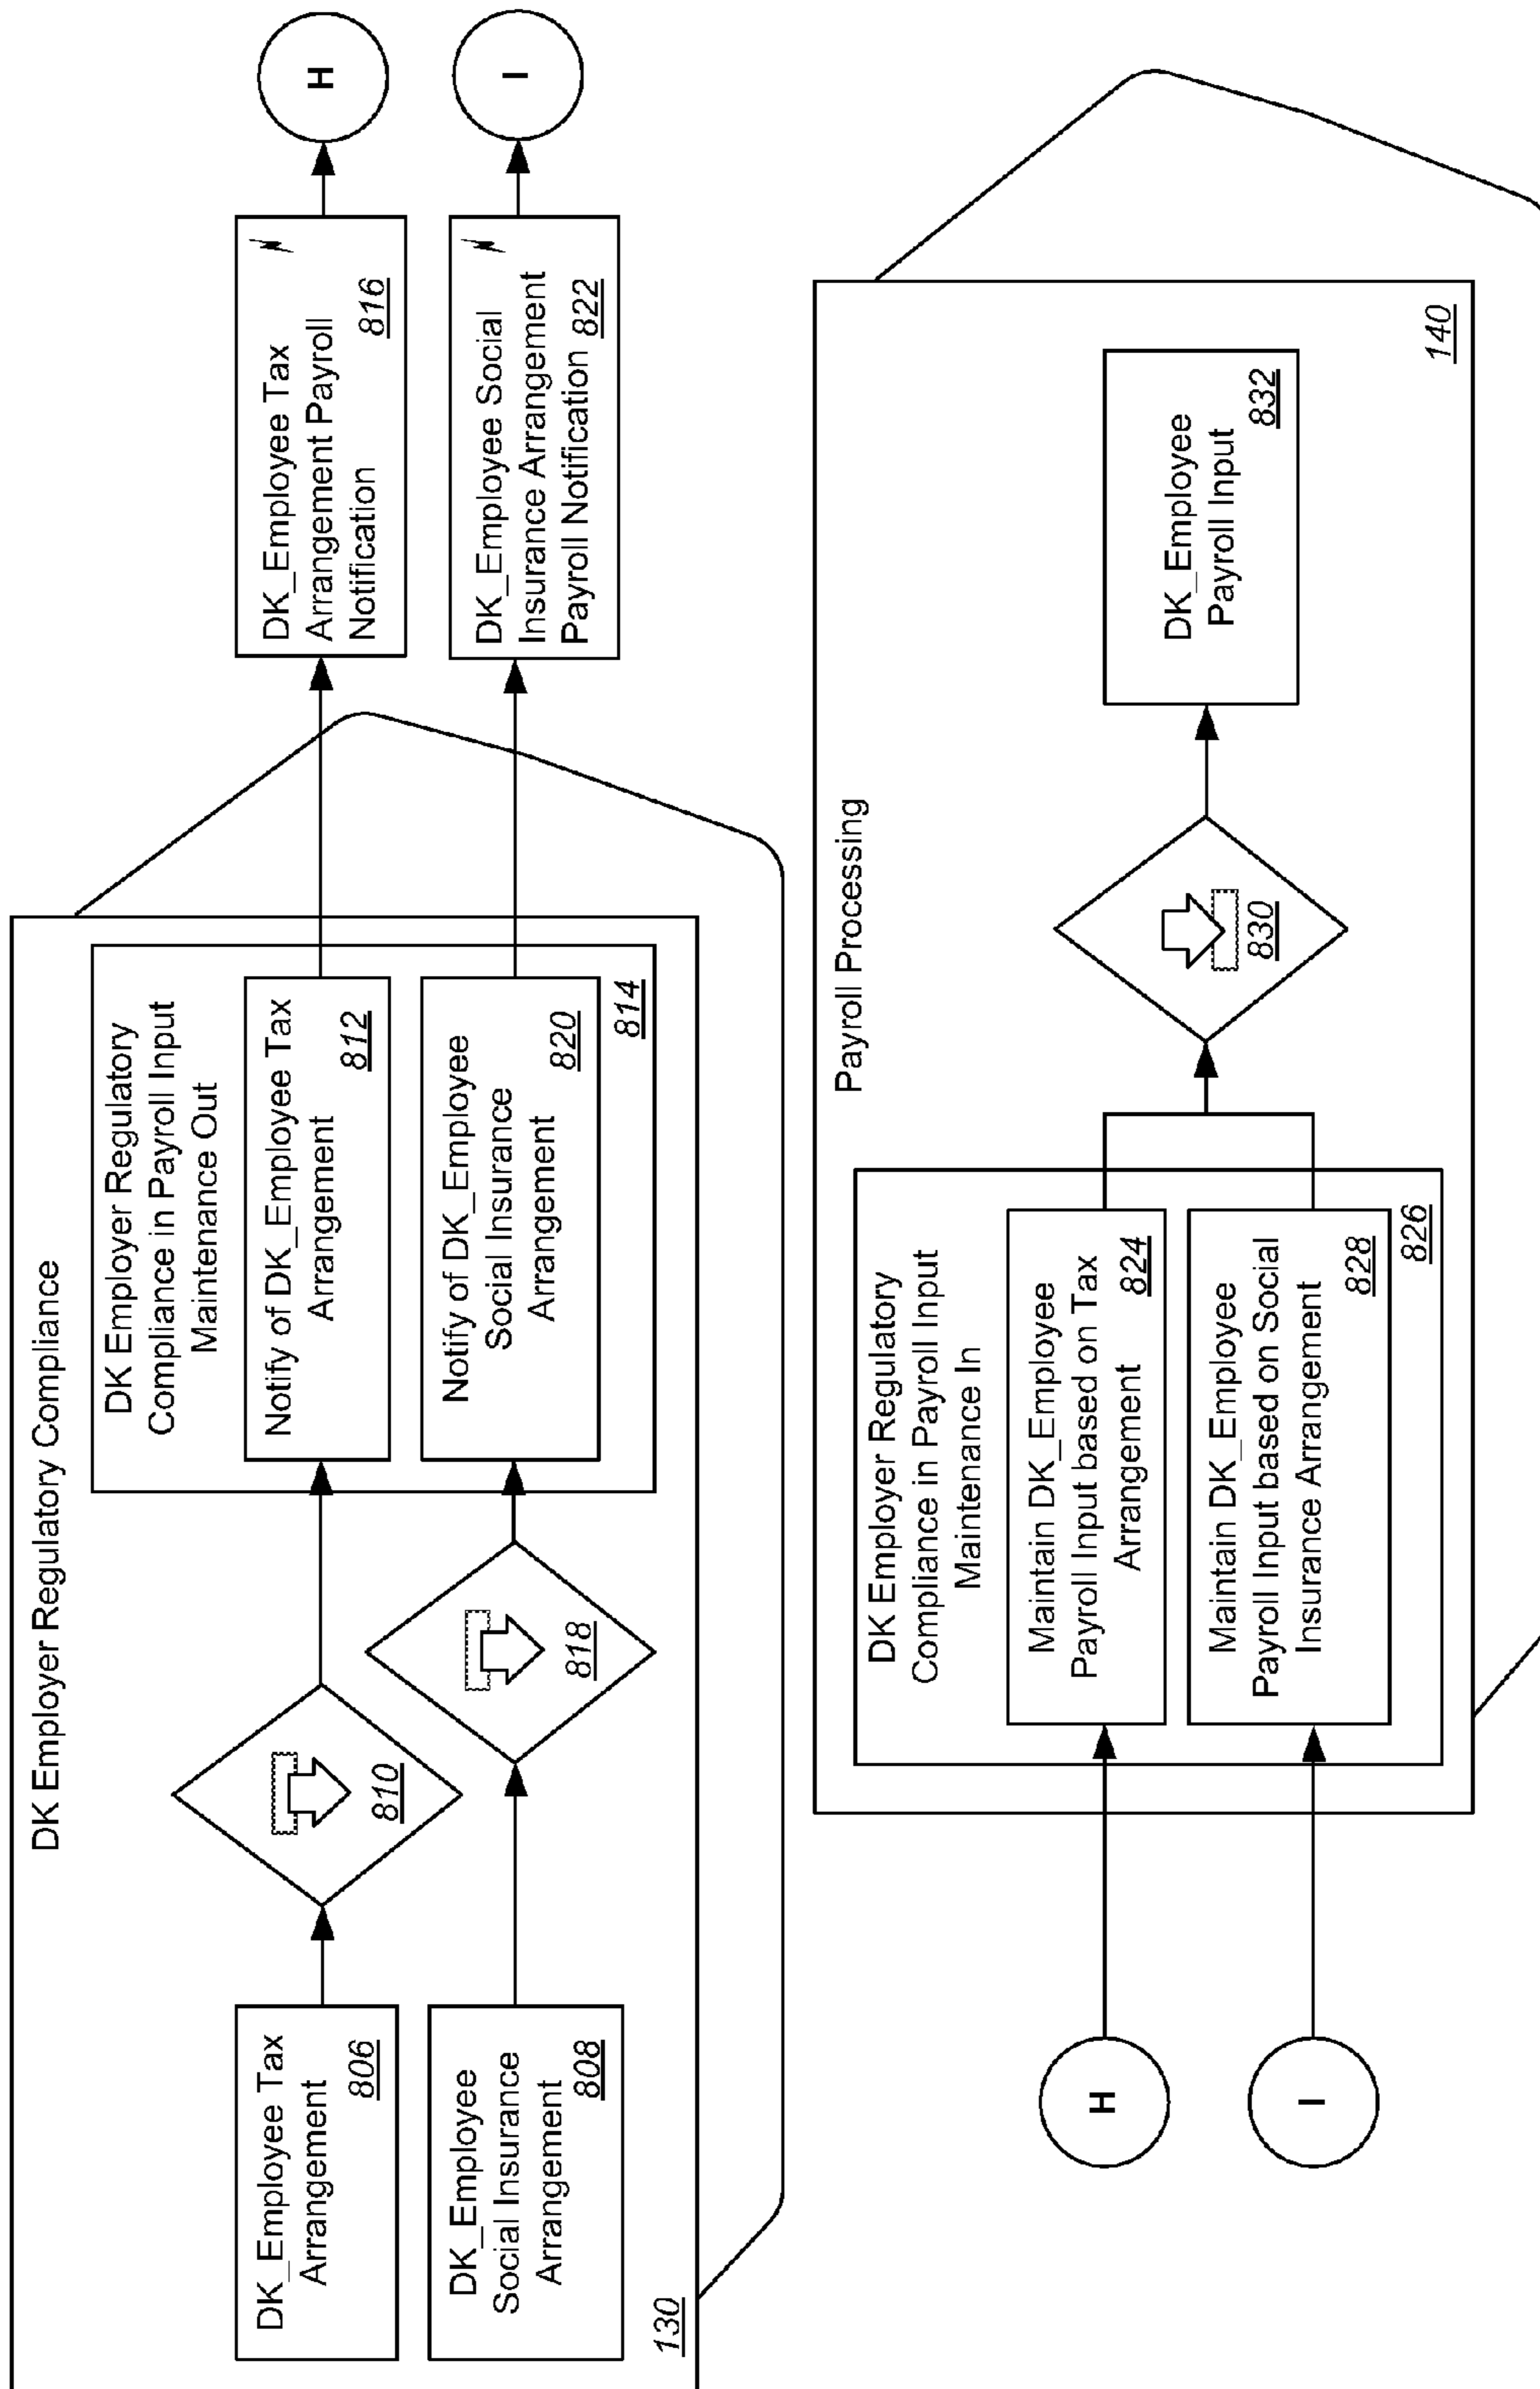 DK Employer Regulatory Compliance
DK_Employee Tax
Arrangement
806
DK_Employee
Social Insurance
Arrangement
808
810
818
DK Employer Regulatory
Compliance in Payroll Input
Maintenance Out
Notify of DK_Employee Tax
Arrangement
812
Notify of DK_Employee
Social Insurance
Arrangement
820
814
130
DK_Employee Tax
Arrangement Payroll
Notification
816
DK_Employee Social
Insurance Arrangement
Payroll Notification 822
H
I
Payroll Processing
H
I
DK Employer Regulatory
Compliance in Payroll Input
Maintenance In
Maintain DK_Employee
Payroll Input based on Tax
Arrangement
824
Maintain DK_Employee
Payroll Input based on Social
Insurance Arrangement
828
826
830
DK_Employee
Payroll Input
832
140